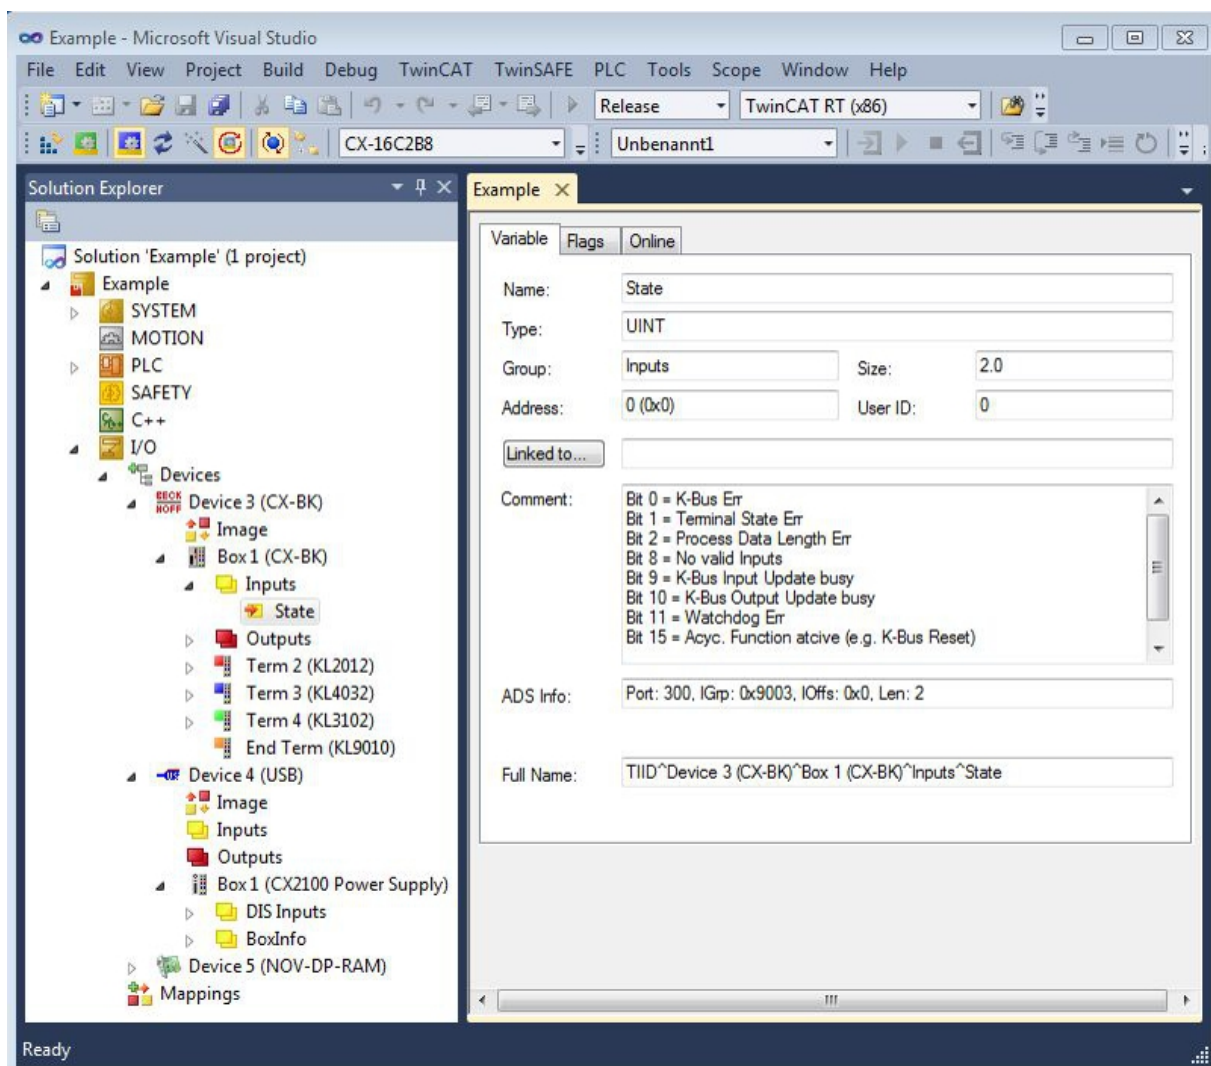 Example - Microsoft Visual Studio
File Edit View Project Build Debug TwinCAT TwinSAFE PLC Tools Scope Window Help
Release TwinCAT RT (x86)
CX-16C2B8 Unbenannt1
Solution Explorer
Example
Solution 'Example' (1 project)
Example
SYSTEM
MOTION
PLC
SAFETY
C++
I/O
Devices
BECK
HOFF
Device 3 (CX-BK)
Image
Box 1 (CX-BK)
Inputs
State
Outputs
Term 2 (KL2012)
Term 3 (KL4032)
Term 4 (KL3102)
End Term (KL9010)
Device 4 (USB)
Image
Inputs
Outputs
Box 1 (CX2100 Power Supply)
DIS Inputs
BoxInfo
Device 5 (NOV-DP-RAM)
Mappings
Variable Flags Online
Name: State
Type: UINT
Group: Inputs Size: 2.0
Address: 0 (0x0) User ID: 0
Linked to...
Comment: Bit 0 = K-Bus Err
Bit 1 = Terminal State Err
Bit 2 = Process Data Length Err
Bit 8 = No valid Inputs
Bit 9 = K-Bus Input Update busy
Bit 10 = K-Bus Output Update busy
Bit 11 = Watchdog Err
Bit 15 = Acyc. Function atcive (e.g. K-Bus Reset)
ADS Info: Port: 300, IGrp: 0x9003, IOffs: 0x0, Len: 2
Full Name: TIID^Device 3 (CX-BK)^Box 1 (CX-BK)^Inputs^State
Ready